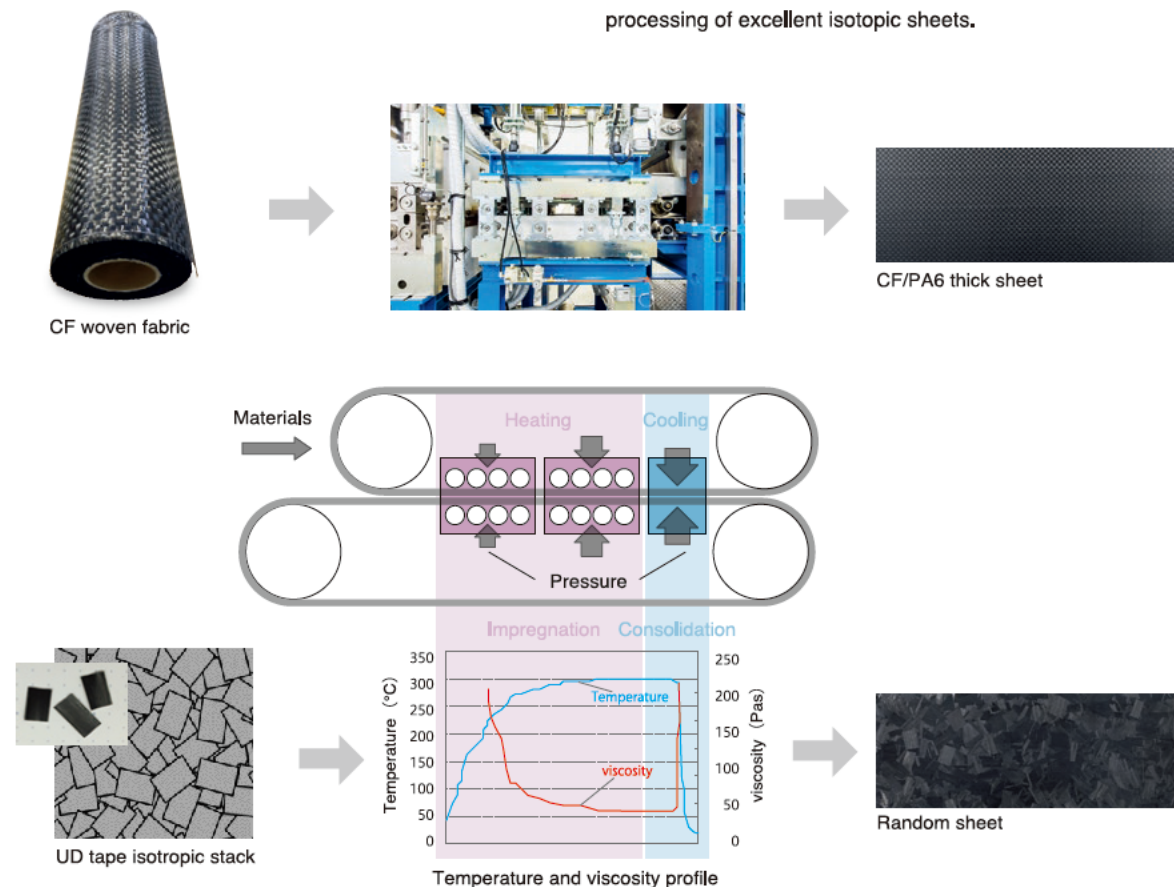 processing of excellent isotopic sheets.
CF woven fabric
CF/PA6 thick sheet
Materials
Heating
Cooling
Pressure
Impregnation
Consolidation
Temperature (°C)
350
300
250
200
150
100
50
0
Temperature
viscosity
250
200
150
100
50
0
viscosity (Pas)
Temperature and viscosity profile
UD tape isotropic stack
Random sheet